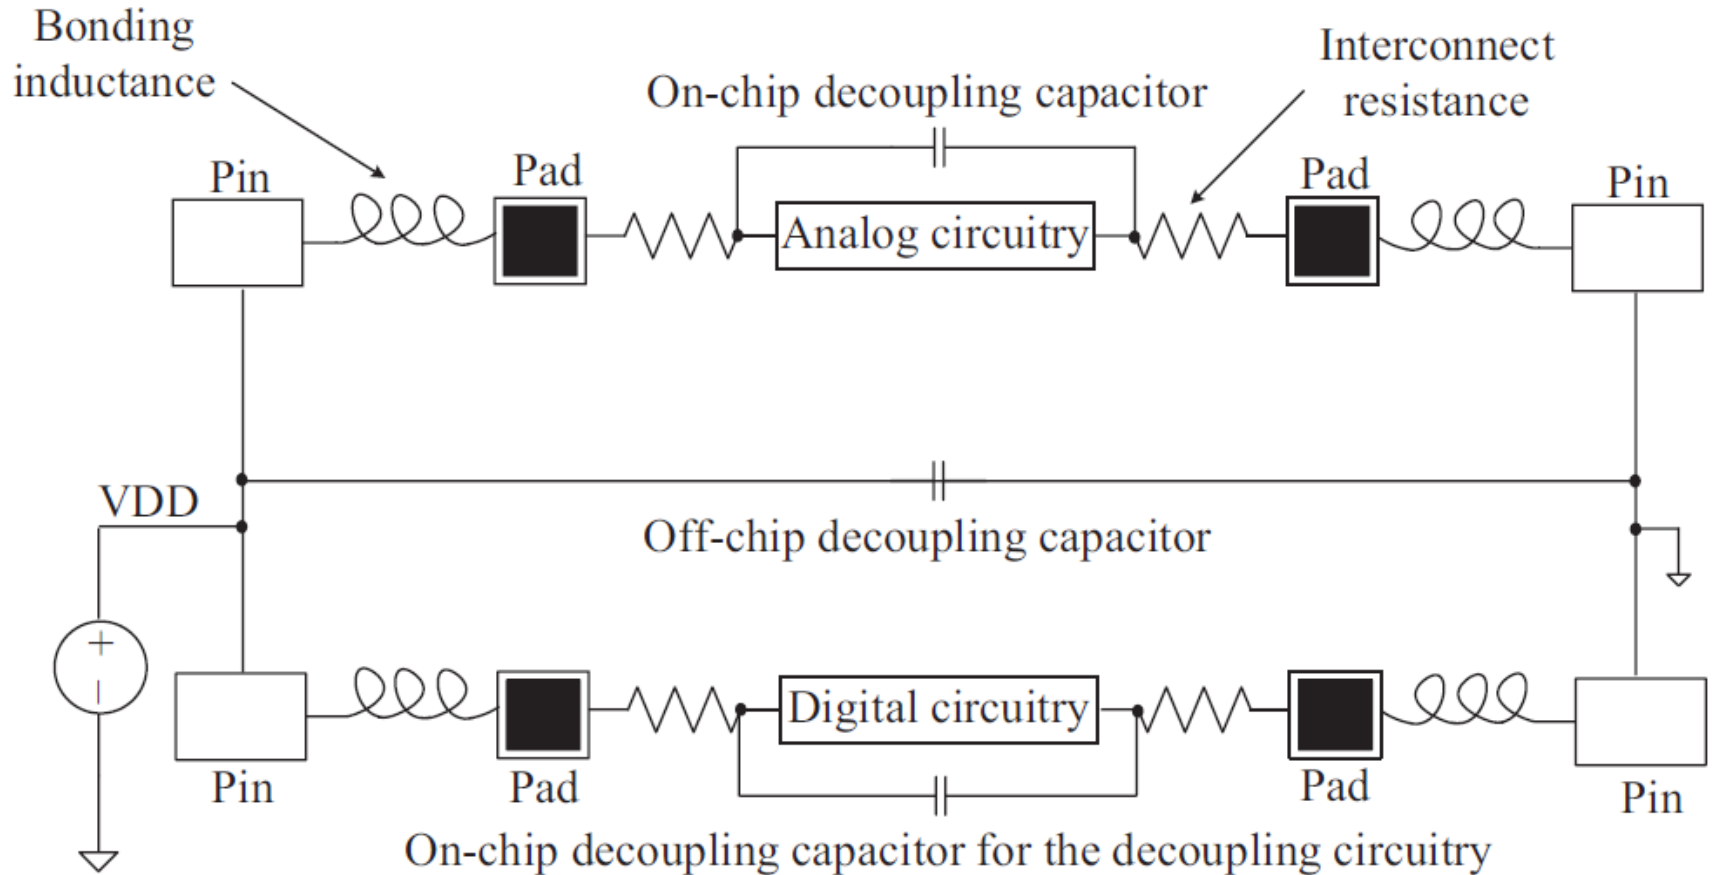 Bonding
inductance
Interconnect
resistance
On-chip decoupling capacitor
Pin
Pad
Pad
Pin
Analog circuitry
VDD
Off-chip decoupling capacitor
+
−
Digital circuitry
Pin
Pad
Pad
Pin
On-chip decoupling capacitor for the decoupling circuitry